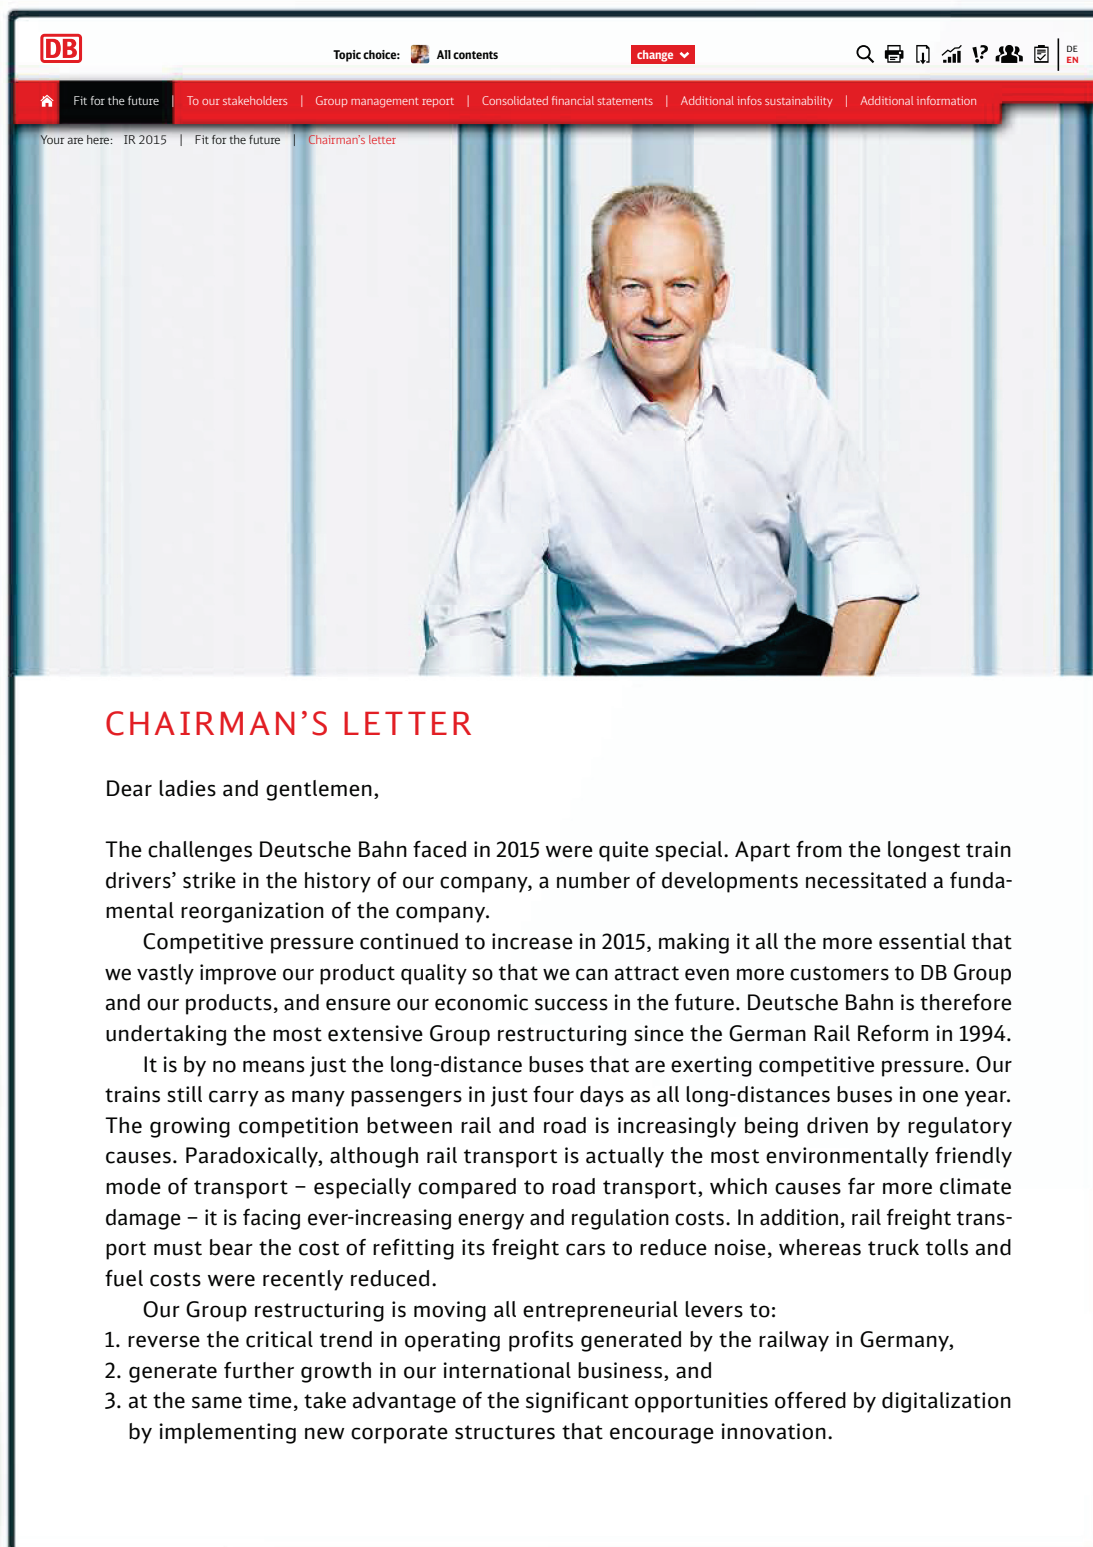 DB
Topic choice: All contents
change
DE
EN
Fit for the future | To our stakeholders | Group management report | Consolidated financial statements | Additional infos sustainability | Additional information
Your are here: IR 2015 | Fit for the future | Chairman's letter
CHAIRMAN’S LETTER
Dear ladies and gentlemen,
The challenges Deutsche Bahn faced in 2015 were quite special. Apart from the longest train
drivers’ strike in the history of our company, a number of developments necessitated a funda-
mental reorganization of the company.
Competitive pressure continued to increase in 2015, making it all the more essential that
we vastly improve our product quality so that we can attract even more customers to DB Group
and our products, and ensure our economic success in the future. Deutsche Bahn is therefore
undertaking the most extensive Group restructuring since the German Rail Reform in 1994.
It is by no means just the long-distance buses that are exerting competitive pressure. Our
trains still carry as many passengers in just four days as all long-distances buses in one year.
The growing competition between rail and road is increasingly being driven by regulatory
causes. Paradoxically, although rail transport is actually the most environmentally friendly
mode of transport – especially compared to road transport, which causes far more climate
damage – it is facing ever-increasing energy and regulation costs. In addition, rail freight trans-
port must bear the cost of refitting its freight cars to reduce noise, whereas truck tolls and
fuel costs were recently reduced.
Our Group restructuring is moving all entrepreneurial levers to:
1. reverse the critical trend in operating profits generated by the railway in Germany,
2. generate further growth in our international business, and
3. at the same time, take advantage of the significant opportunities offered by digitalization
by implementing new corporate structures that encourage innovation.